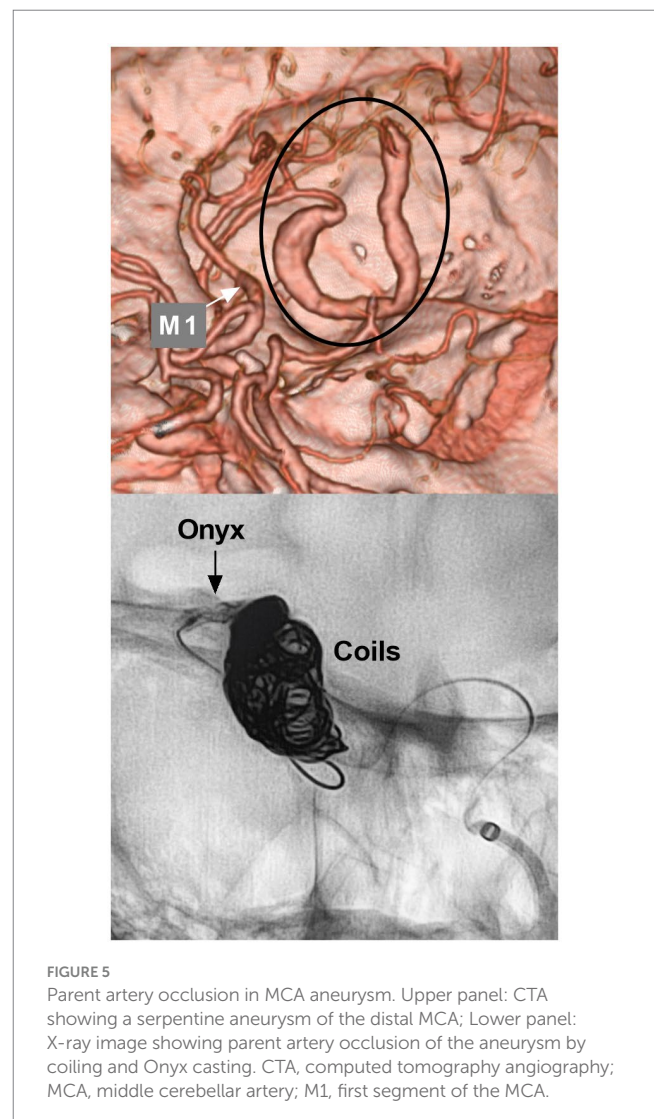 M1
Onyx
Coils
FIGURE 5
Parent artery occlusion in MCA aneurysm. Upper panel: CTA
showing a serpentine aneurysm of the distal MCA; Lower panel:
X-ray image showing parent artery occlusion of the aneurysm by
coiling and Onyx casting. CTA, computed tomography angiography;
MCA, middle cerebellar artery; M1, first segment of the MCA.